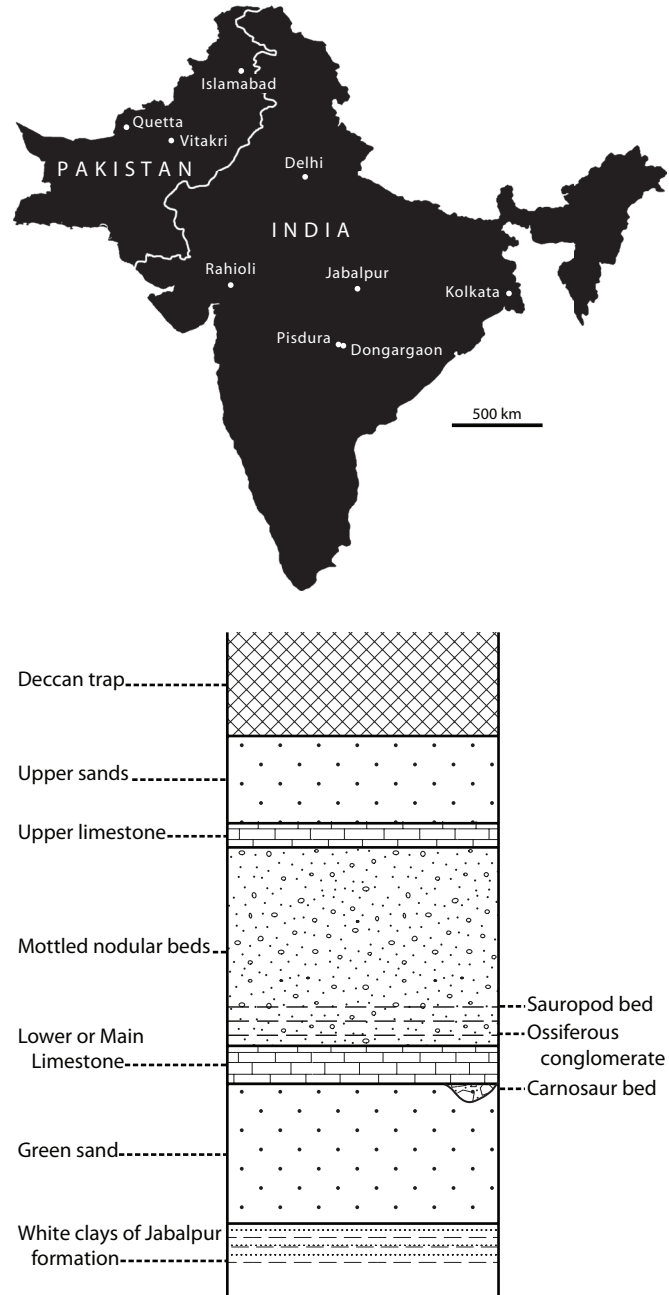 Islamabad
Quetta
Vitakri
PAKISTAN
Delhi
INDIA
Rahioli
Jabalpur
Kolkata
Pisdura
Dongargaon
500 km
Deccan trap
Upper sands
Upper limestone
Mottled nodular beds
Sauropod bed
Lower or Main
Limestone
Ossiferous
conglomerate
Carnosaur bed
Green sand
White clays of Jabalpur
formation